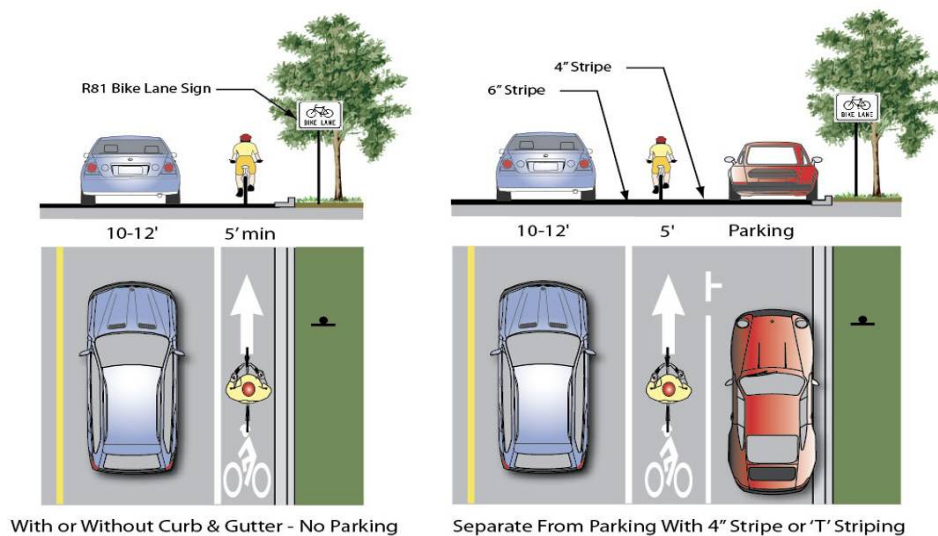 R81 Bike Lane Sign
BIKE LANE
10-12'
5' min
With or Without Curb & Gutter - No Parking
4" Stripe
6" Stripe
BIKE LANE
10-12'
5'
Parking
Separate From Parking With 4" Stripe or 'T' Striping